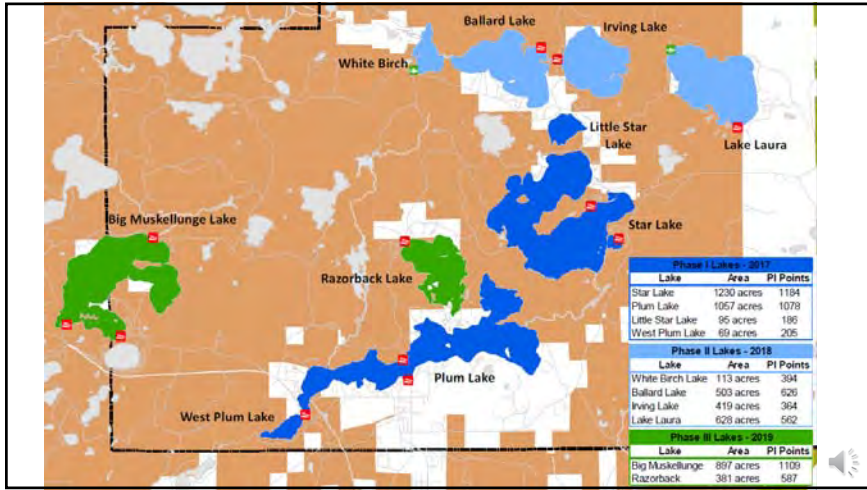 Ballard Lake
Irving Lake
White Birch
Little Star
Lake
Lake Laura
Big Muskellunge Lake
Star Lake
Razorback Lake
Plum Lake
West Plum Lake
Phase I Lakes - 2017
Lake Area PI Points
Star Lake 1230 acres 1184
Plum Lake 1057 acres 1078
Little Star Lake 95 acres 186
West Plum Lake 69 acres 205
Phase II Lakes - 2018
Lake Area PI Points
White Birch Lake 113 acres 394
Ballard Lake 503 acres 626
Irving Lake 419 acres 364
Lake Laura 628 acres 562
Phase III Lakes - 2019
Lake Area PI Points
Big Muskellunge 897 acres 1109
Razorback 381 acres 587